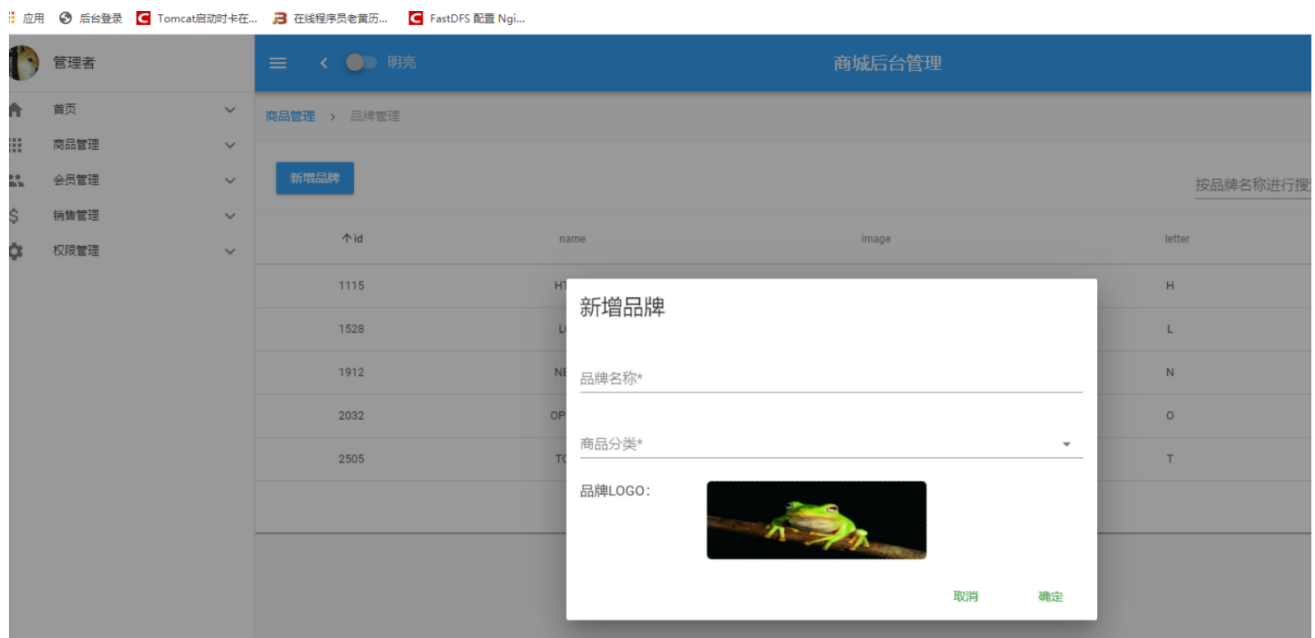 应用 后台登录 Tomcat启动时卡在... 在线程序员老黄历... FastDFS 配置 Ngi...
管理者 明亮 商城后台管理
首页
商品管理
会员管理
销售管理
权限管理
商品管理 > 品牌管理
新增品牌
按品牌名称进行搜
id name image letter
1115 HT H
1528 L
1912 NE N
2032 OP O
2505 TO T
新增品牌
品牌名称*
商品分类*
品牌LOGO：
取消 确定